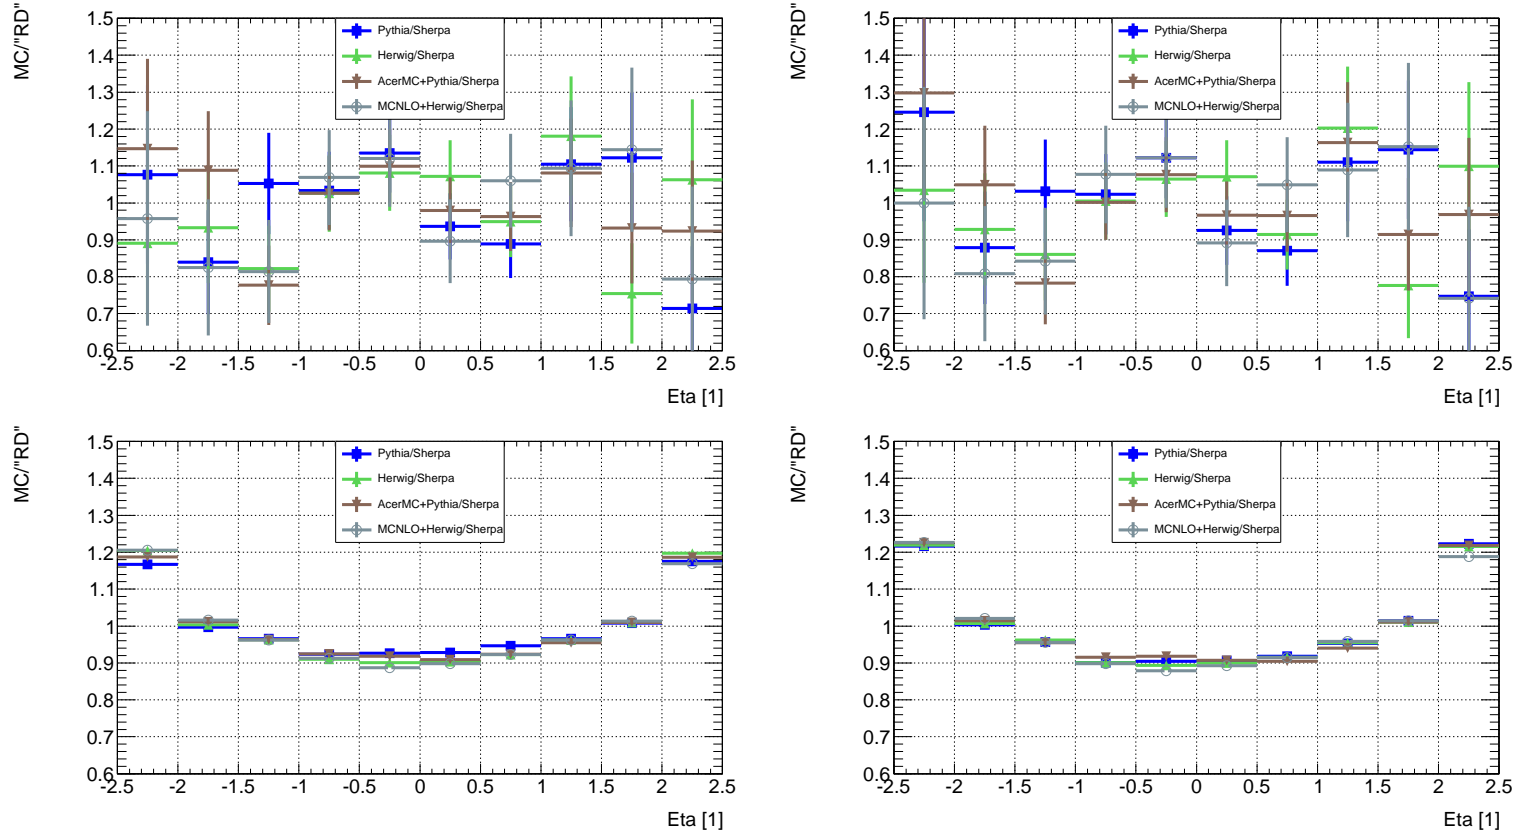 MC/"RD"
1.5
1.4
1.3
1.2
1.1
1
0.9
0.8
0.7
0.6
Pythia/Sherpa
Herwig/Sherpa
AcerMC+Pythia/Sherpa
MCNLO+Herwig/Sherpa
-2.5 -2 -1.5 -1 -0.5 0 0.5 1 1.5 2 2.5
Eta [1]
MC/"RD"
1.5
1.4
1.3
1.2
1.1
1
0.9
0.8
0.7
0.6
Pythia/Sherpa
Herwig/Sherpa
AcerMC+Pythia/Sherpa
MCNLO+Herwig/Sherpa
-2.5 -2 -1.5 -1 -0.5 0 0.5 1 1.5 2 2.5
Eta [1]
MC/"RD"
1.5
1.4
1.3
1.2
1.1
1
0.9
0.8
0.7
0.6
Pythia/Sherpa
Herwig/Sherpa
AcerMC+Pythia/Sherpa
MCNLO+Herwig/Sherpa
-2.5 -2 -1.5 -1 -0.5 0 0.5 1 1.5 2 2.5
Eta [1]
MC/"RD"
1.5
1.4
1.3
1.2
1.1
1
0.9
0.8
0.7
0.6
Pythia/Sherpa
Herwig/Sherpa
AcerMC+Pythia/Sherpa
MCNLO+Herwig/Sherpa
-2.5 -2 -1.5 -1 -0.5 0 0.5 1 1.5 2 2.5
Eta [1]